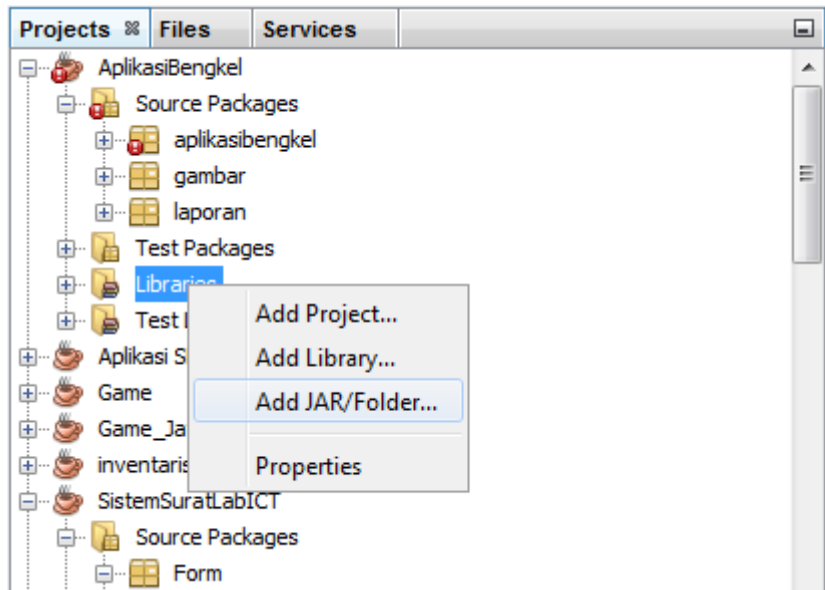 Projects Files Services
AplikasiBengkel
Source Packages
aplikasibengkel
gambar
laporan
Test Packages
Libraries
Test
Add Project...
Aplikasi
Add Library...
Game
Add JAR/Folder...
Game_Ja
inventaris
Properties
SistemSuratLabICT
Source Packages
Form